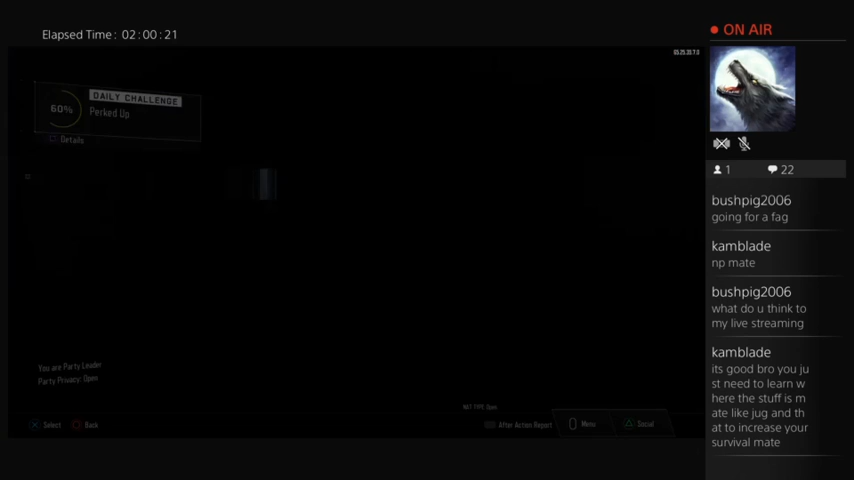 Elapsed Time: 02:00:21
ON AIR
60%
DAILY CHALLENGE
Perked Up
Details
1
22
bushpig2006
going for a fag
kamblade
np mate
bushpig2006
what do u think to
my live streaming
kamblade
its good bro you ju
st need to learn w
here the stuff is m
ate like jug and th
at to increase your
survival mate
You are Party Leader
Party Privacy: Open
NAT TYPE: Open
Select
Back
After Action Report
Menu
Social